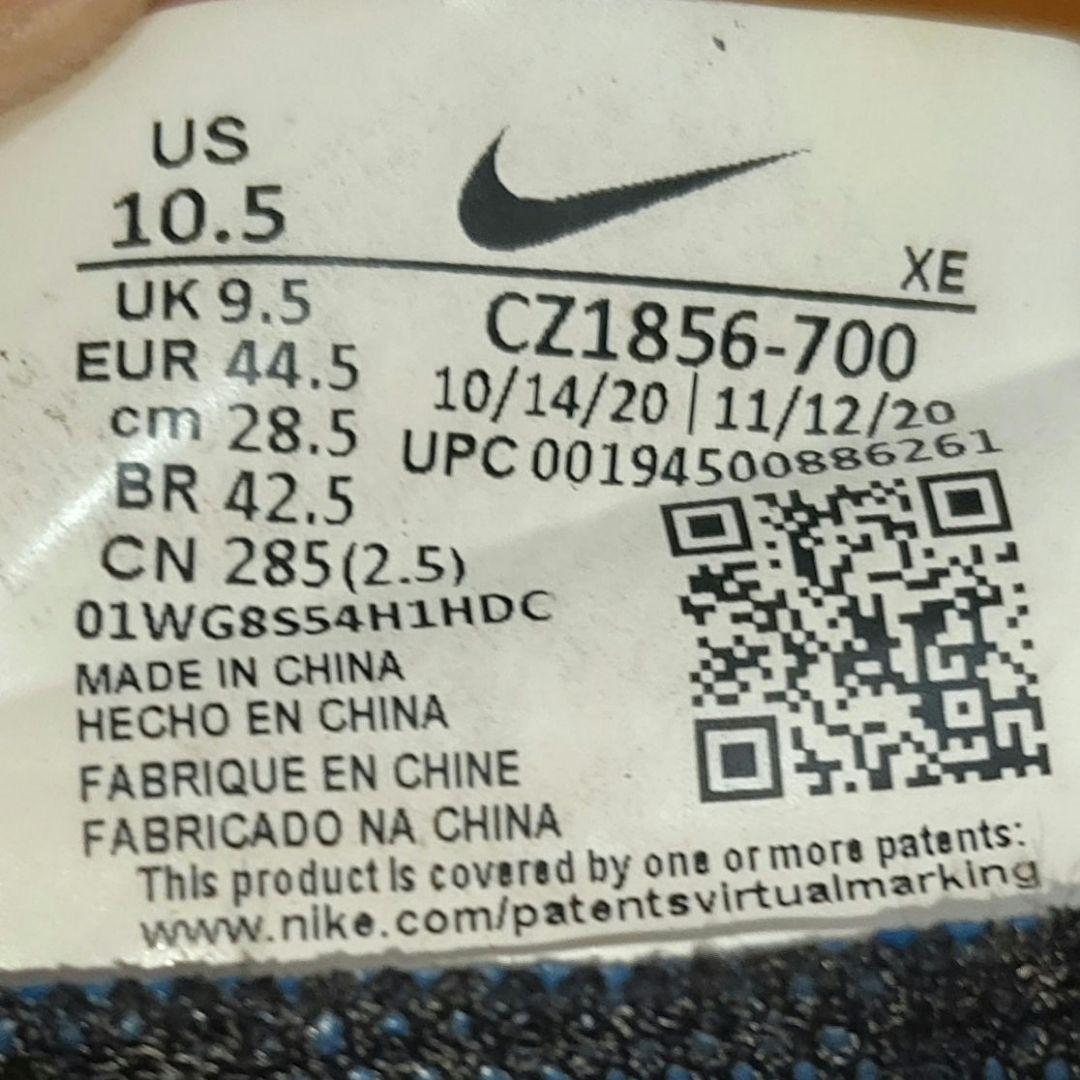 US
10.5
XE
UK 9.5
EUR 44.5
cm 28.5
BR 42.5
CN 285(2.5)
CZ1856-700
10/14/20 | 11/12/20
UPC 00194500886261
01WG8S54H1HDC
MADE IN CHINA
HECHO EN CHINA
FABRIQUE EN CHINE
FABRICADO NA CHINA
This product is covered by one or more patents:
www.nike.com/patentsvirtualmarking